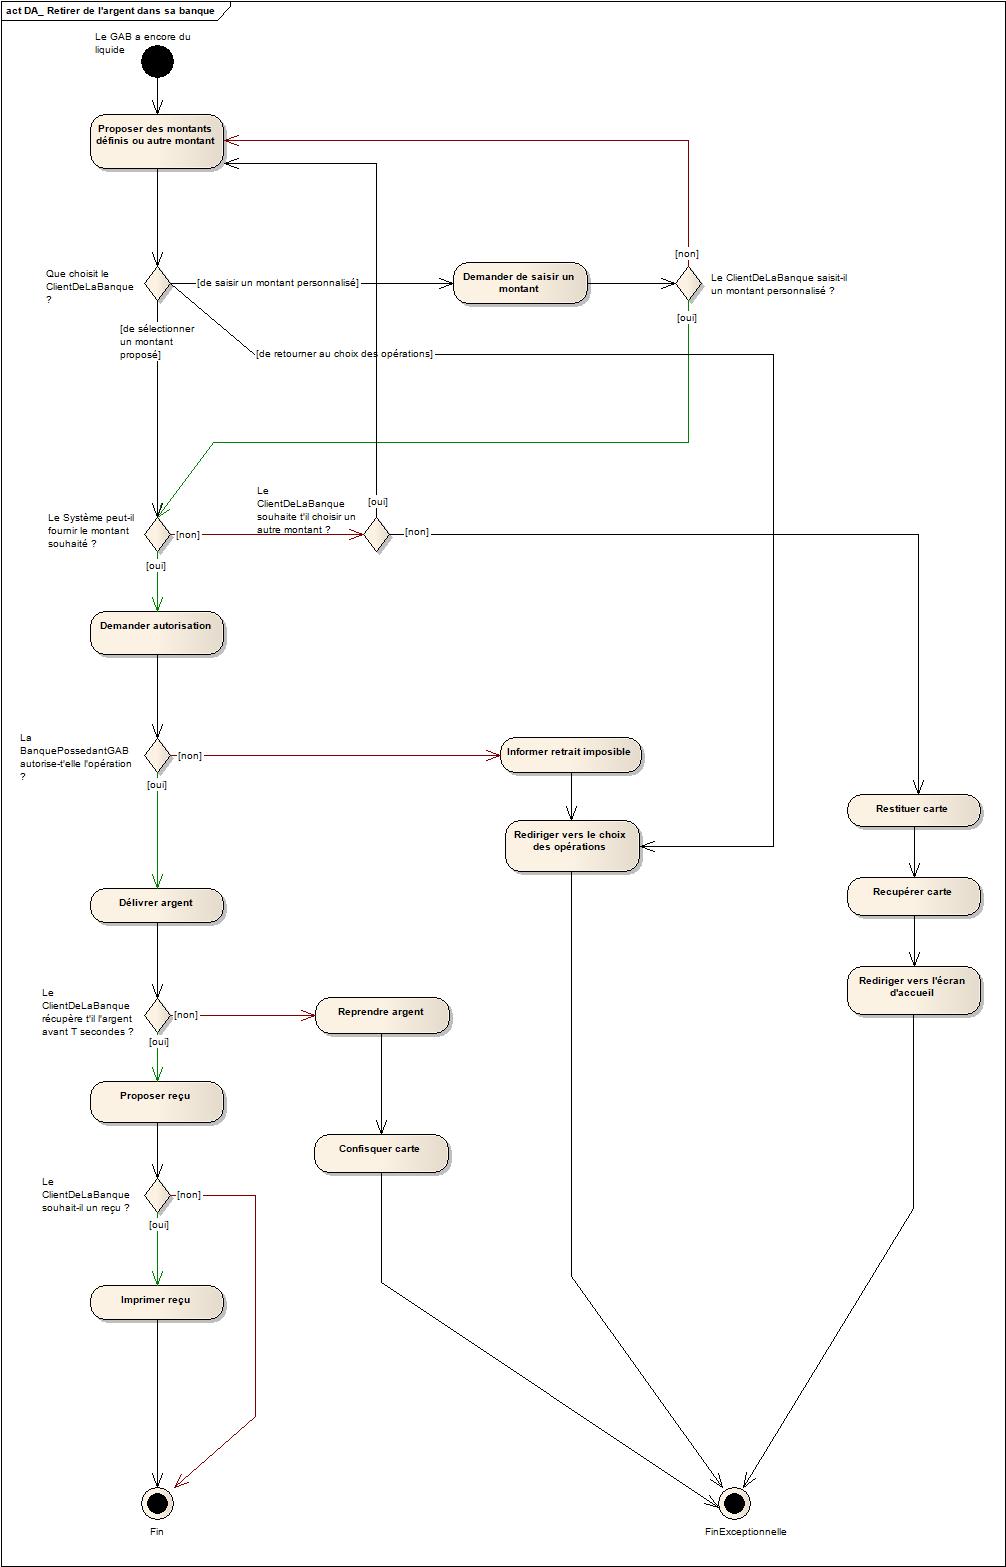 act DA_ Retirer de l'argent dans sa banque
Le GAB a encore du
liquide
Proposer des montants
définis ou autre montant
[non]
Que choisit le
ClientDeLaBanque
?
[de saisir un montant personnalisé]
Demander de saisir un
montant
Le ClientDeLaBanque saisit-il
un montant personnalisé ?
[oui]
[de sélectionner
un montant
proposé]
[de retourner au choix des opérations]
Le
ClientDeLaBanque
souhaite t'il choisir un
autre montant ?
[oui]
Le Système peut-il
fournir le montant
souhaité ?
[non]
[non]
[oui]
Demander autorisation
La
BanquePossedantGAB
autorise-t'elle l'opération
?
[non]
Informer retrait imposible
[oui]
Restituer carte
Rediriger vers le choix
des opérations
Recupérer carte
Délivrer argent
Rediriger vers l'écran
d'accueil
Le
ClientDeLaBanque
récupère t'il l'argent
avant T secondes ?
[non]
Reprendre argent
[oui]
Proposer reçu
Confisquer carte
Le
ClientDeLaBanque
souhait-il un reçu ?
[non]
[oui]
Imprimer reçu
Fin
FinExceptionnelle